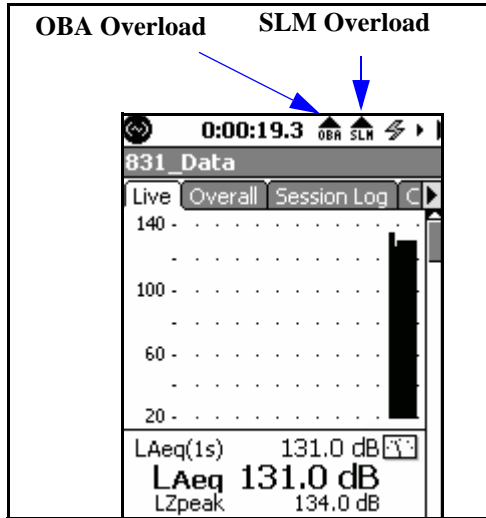 OBA Overload SLM Overload
0:00:19.3 OBA SLM
831_Data
Live Overall Session Log C
140
100
60
20
LAeq(1s) 131.0 dB
LAeq 131.0 dB
LZpeak 134.0 dB